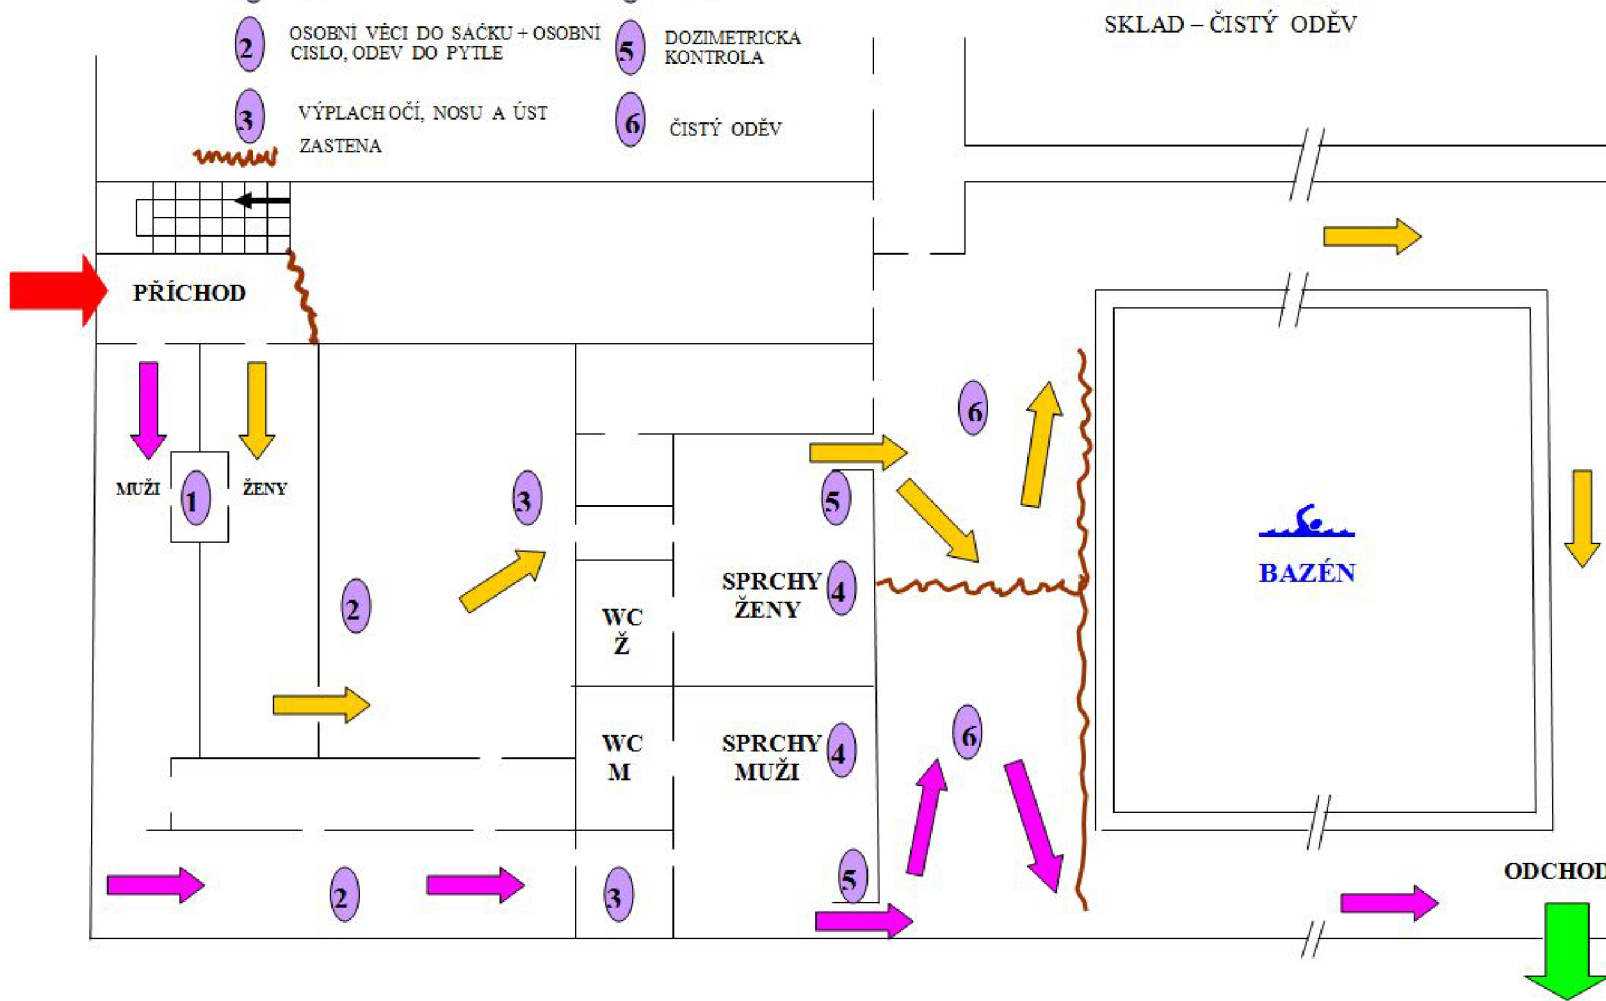 SKLAD – ČISTÝ ODĚV
2 OSOBNÍ VĚCI DO SÁČKU + OSOBNÍ
CISLO, ODEV DO PYTLE
5 DOZIMETRICKÁ
KONTROLA
3 VÝPLACH OČÍ, NOSU A ÚST
ZASTENA
6 ČISTÝ ODĚV
PŘÍCHOD
MUŽI
1
ŽENY
2
3
WC
Ž
SPRCHY
ŽENY
4
5
6
BAZÉN
WC
M
SPRCHY
MUŽI
4
6
2
3
5
ODCHOD